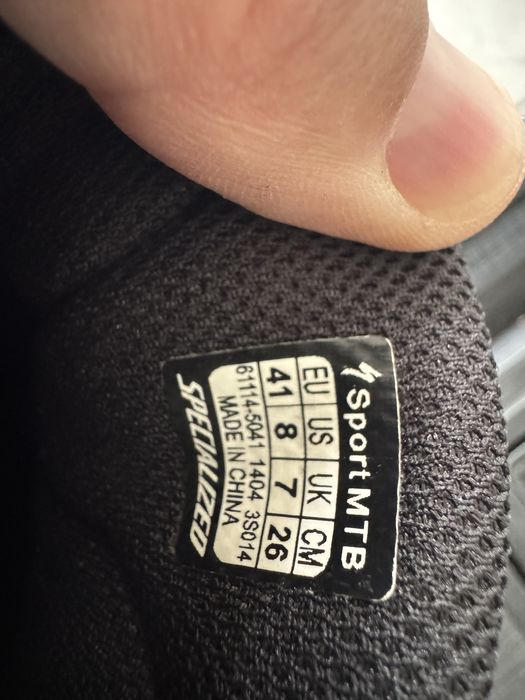 Sport MTB
EU US UK CM
41 8 7 26
61114-5041 1404 3S014
MADE IN CHINA
SPECIALIZED